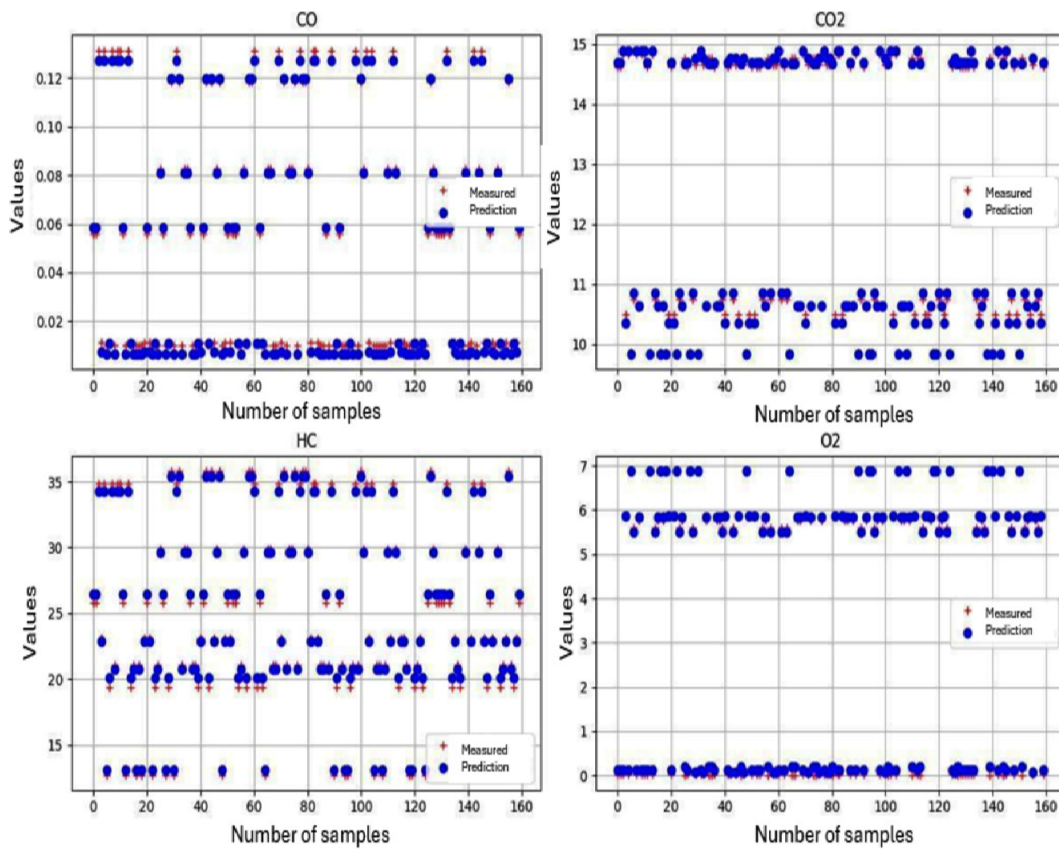 CO
CO2
Values
0.12
0.10
0.08
0.06
0.04
0.02
Measured
Prediction
0 20 40 60 80 100 120 140 160
Number of samples
Values
15
14
13
12
11
10
Measured
Prediction
0 20 40 60 80 100 120 140 160
Number of samples
HC
O2
Values
35
30
25
20
15
Measured
Prediction
0 20 40 60 80 100 120 140 160
Number of samples
Values
7
6
5
4
3
2
1
0
Measured
Prediction
0 20 40 60 80 100 120 140 160
Number of samples